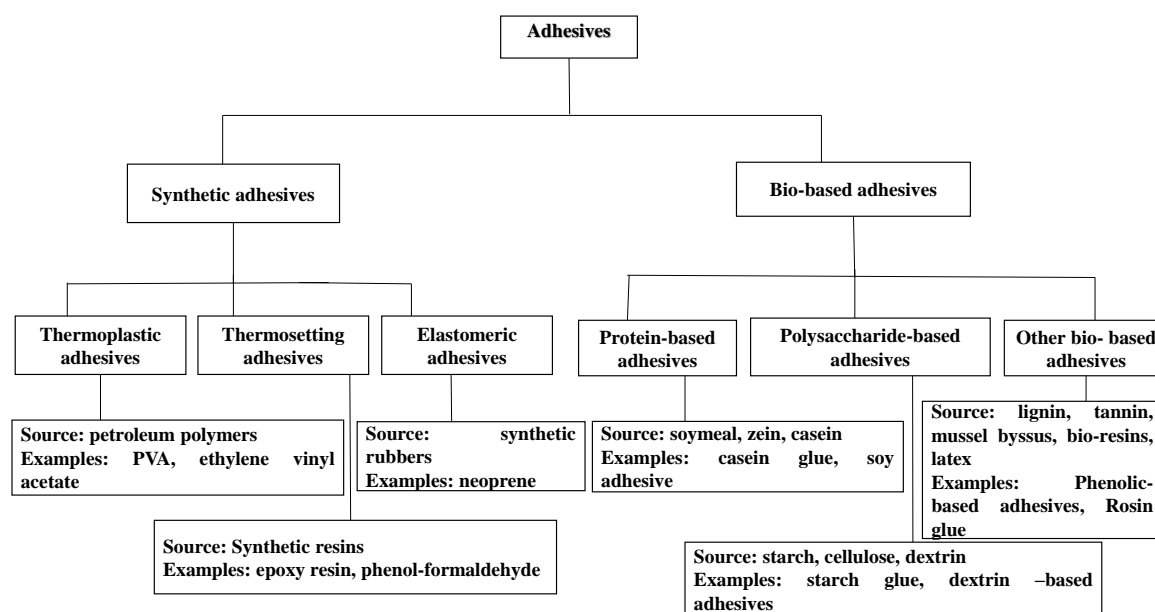 Adhesives
Synthetic adhesives
Bio-based adhesives
Thermoplastic
adhesives
Thermosetting
adhesives
Elastomeric
adhesives
Protein-based
adhesives
Polysaccharide-based
adhesives
Other bio- based
adhesives
Source: petroleum polymers
Examples: PVA, ethylene vinyl
acetate
Source: synthetic
rubbers
Examples: neoprene
Source: soymeal, zein, casein
Examples: casein glue, soy
adhesive
Source: lignin, tannin,
mussel byssus, bio-resins,
latex
Examples: Phenolic-
based adhesives, Rosin
glue
Source: Synthetic resins
Examples: epoxy resin, phenol-formaldehyde
Source: starch, cellulose, dextrin
Examples: starch glue, dextrin –based
adhesives